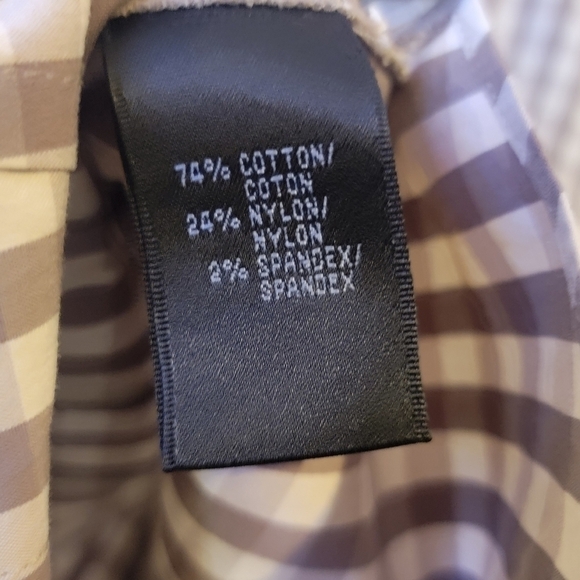 74% COTTON/
COTON
24% NYLON/
NYLON
2% SPANDEX/
SPANDEX